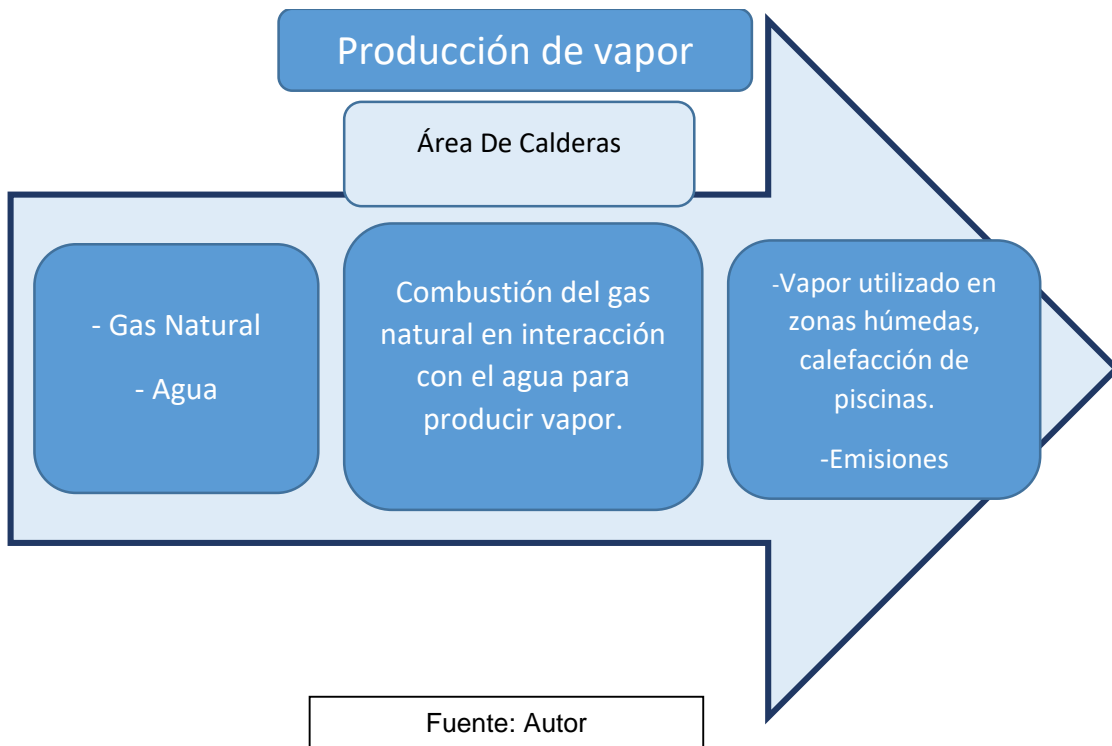 Producción de vapor
Área De Calderas
- Gas Natural
- Agua
Combustión del gas
natural en interacción
con el agua para
producir vapor.
-Vapor utilizado en
zonas húmedas,
calefacción de
piscinas.
-Emisiones
Fuente: Autor